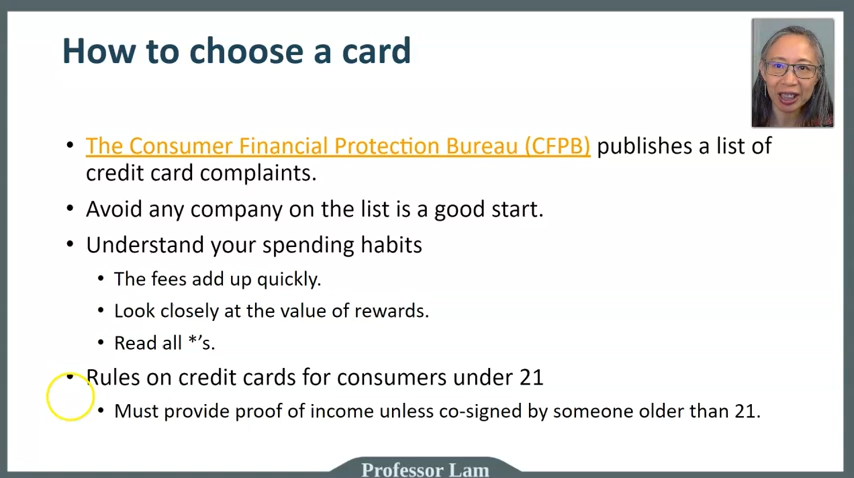 How to choose a card
• The Consumer Financial Protection Bureau (CFPB) publishes a list of
credit card complaints.
• Avoid any company on the list is a good start.
• Understand your spending habits
• The fees add up quickly.
• Look closely at the value of rewards.
• Read all *'s.
• Rules on credit cards for consumers under 21
• Must provide proof of income unless co-signed by someone older than 21.
Professor Lam